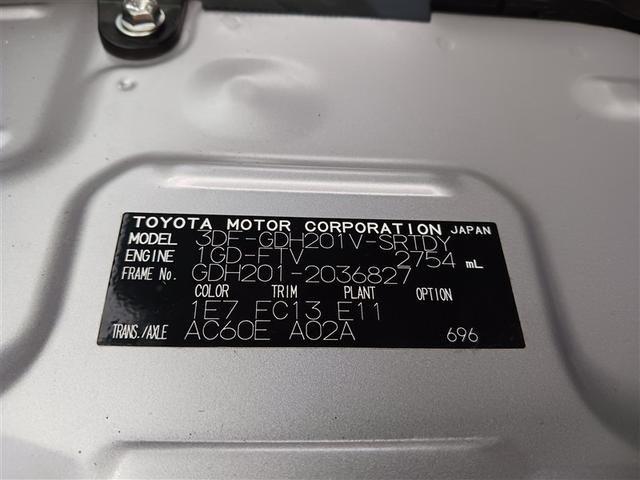 TOYOTA MOTOR CORPORATION JAPAN
MODEL 3DF-GDH201V-SRTDY
ENGINE 1GD-FTV 2754 mL
FRAME No. GDH201-2036827
COLOR TRIM PLANT OPTION
1E7 FC13 E11
TRANS./AXLE AC60E A02A 696